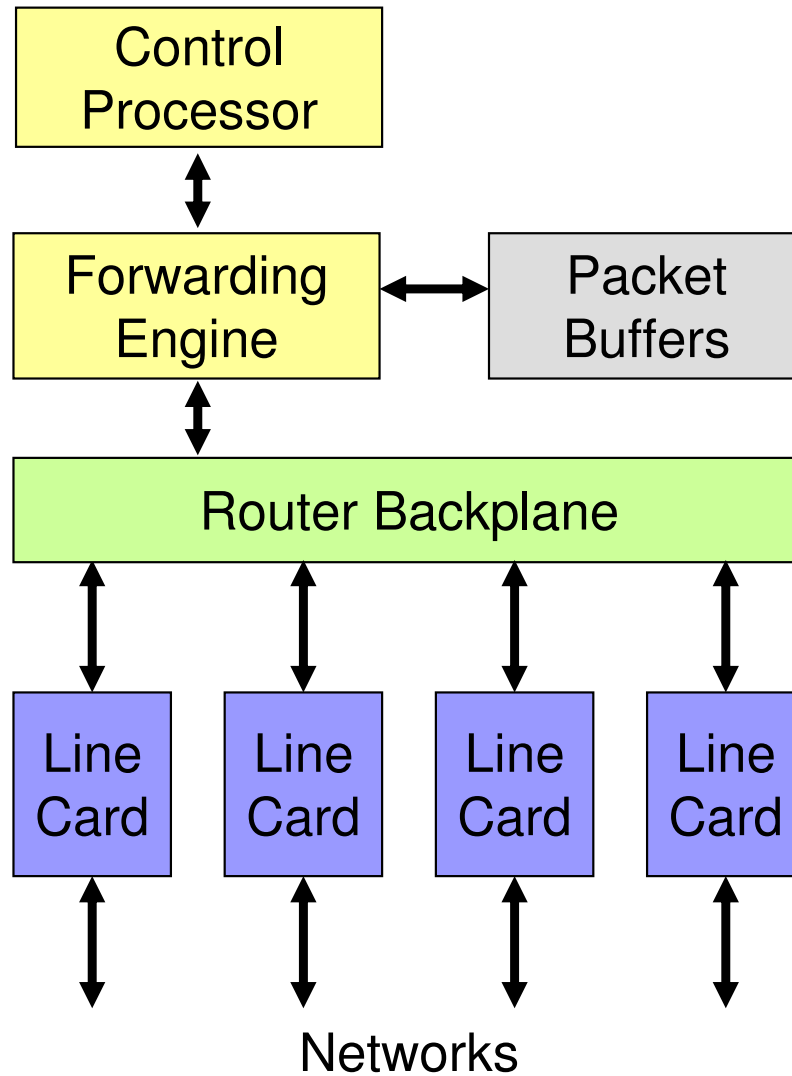 Control
Processor
Forwarding
Engine
Packet
Buffers
Router Backplane
Line
Card
Line
Card
Line
Card
Line
Card
Networks